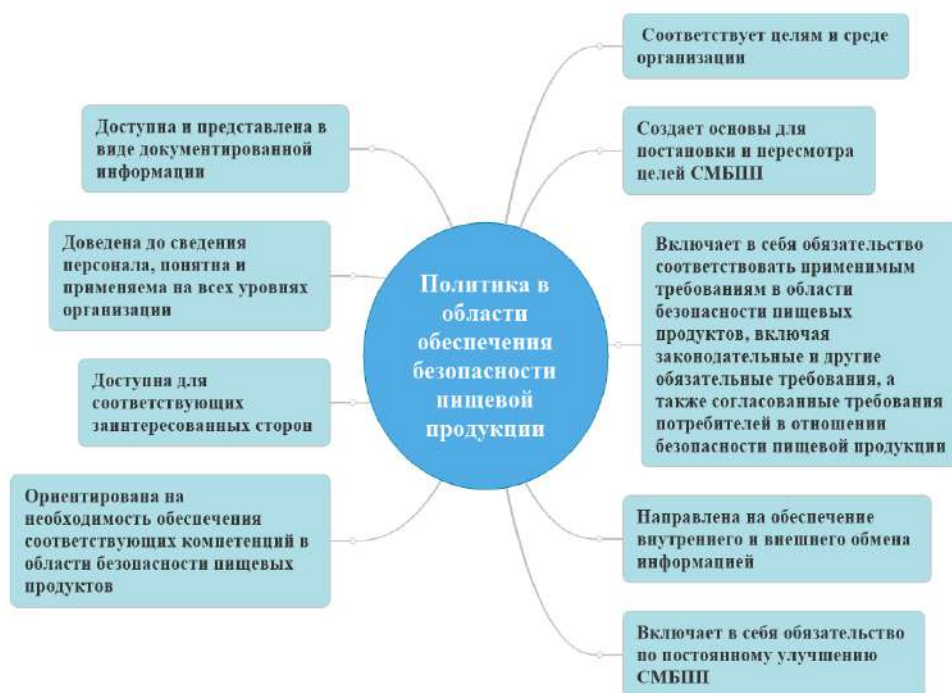 Политика в
области
обеспечения
безопасности
пищевой
продукции
Соответствует целям и среде
организации
Создает основы для
постановки и пересмотра
целей СМБПП
Включает в себя обязательство
соответствовать применимым
требованиям в области
безопасности пищевых
продуктов, включая
законодательные и другие
обязательные требования, а
также согласованные требования
потребителей в отношении
безопасности пищевой продукции
Направлена на обеспечение
внутреннего и внешнего обмена
информацией
Включает в себя обязательство
по постоянному улучшению
СМБПП
Доступна и представлена в
виде документированной
информации
Доведена до сведения
персонала, понятна и
применяема на всех уровнях
организации
Доступна для
соответствующих
заинтересованных сторон
Ориентирована на
необходимость обеспечения
соответствующих компетенций в
области безопасности пищевых
продуктов